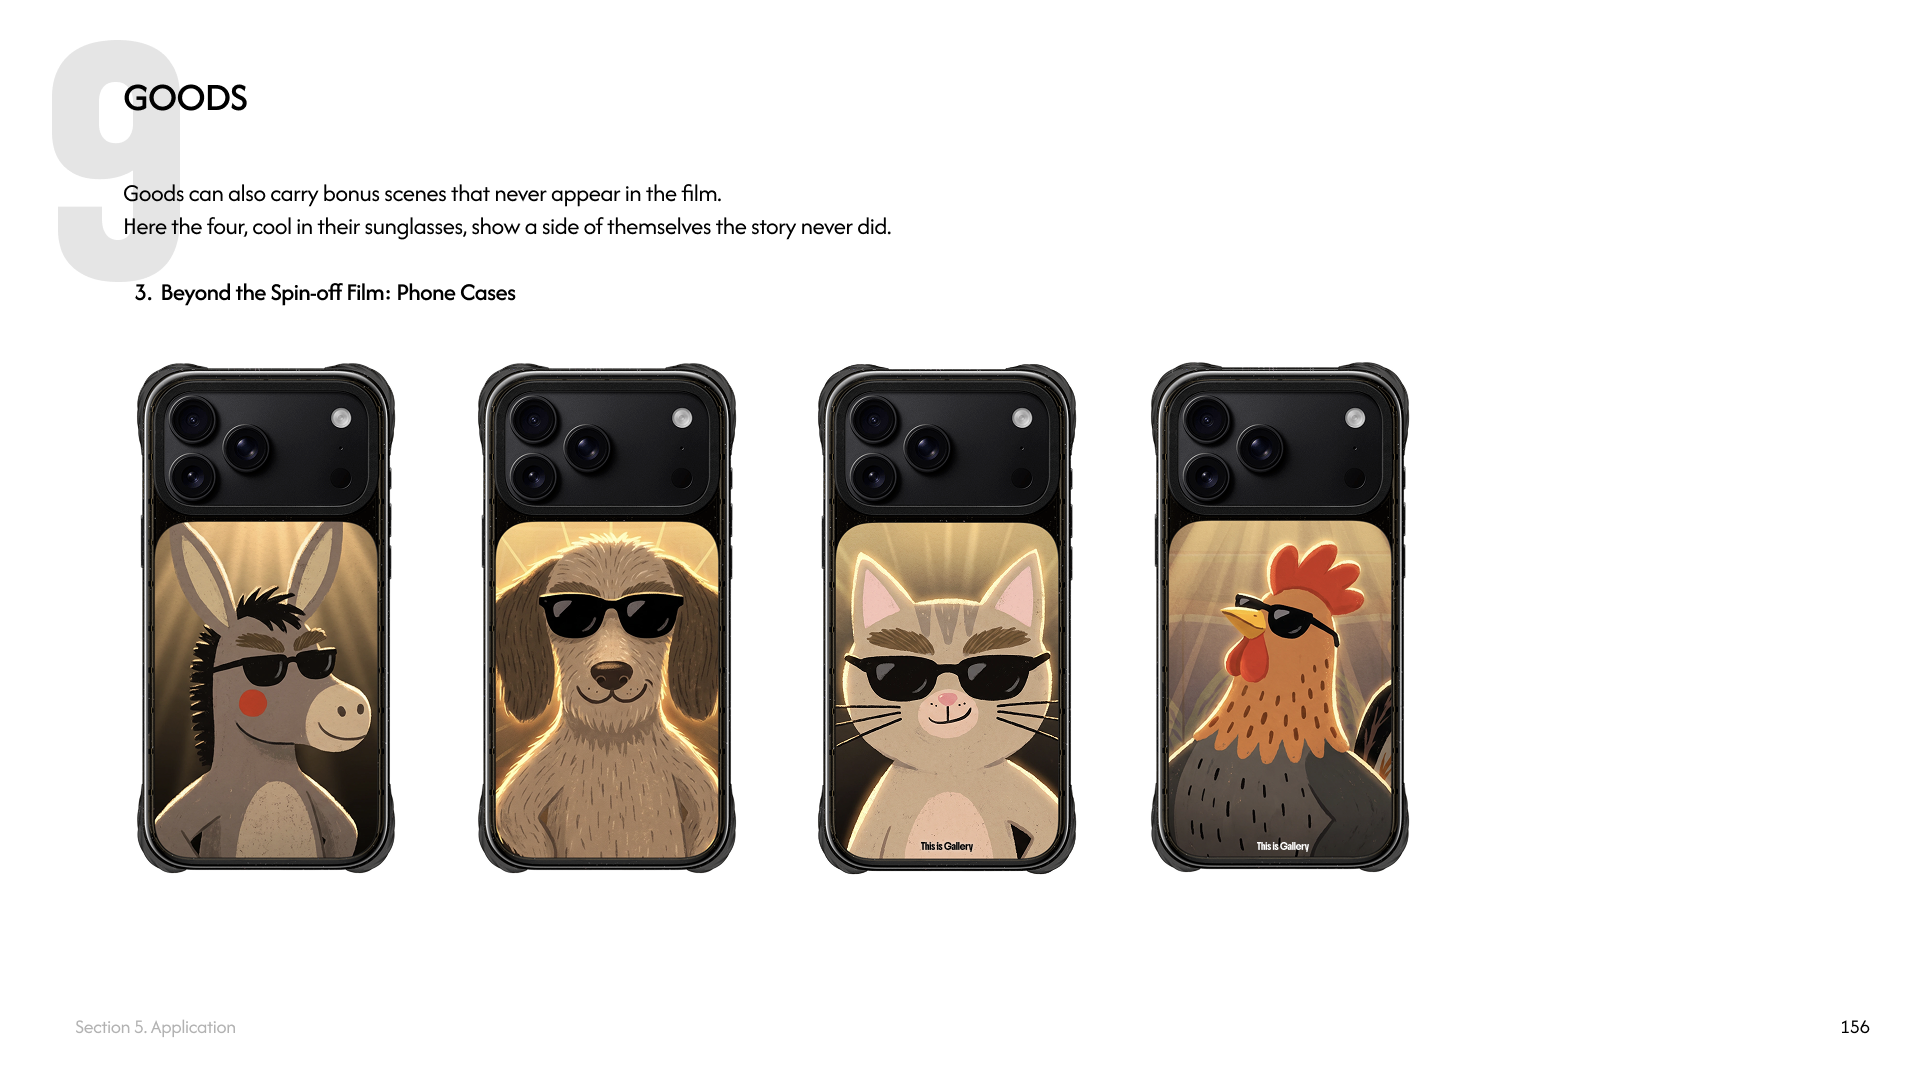 9
GOODS
Goods can also carry bonus scenes that never appear in the film.
Here the four, cool in their sunglasses, show a side of themselves the story never did.
3. Beyond the Spin-off Film: Phone Cases
This is Gallery
This is Gallery
Section 5. Application
156